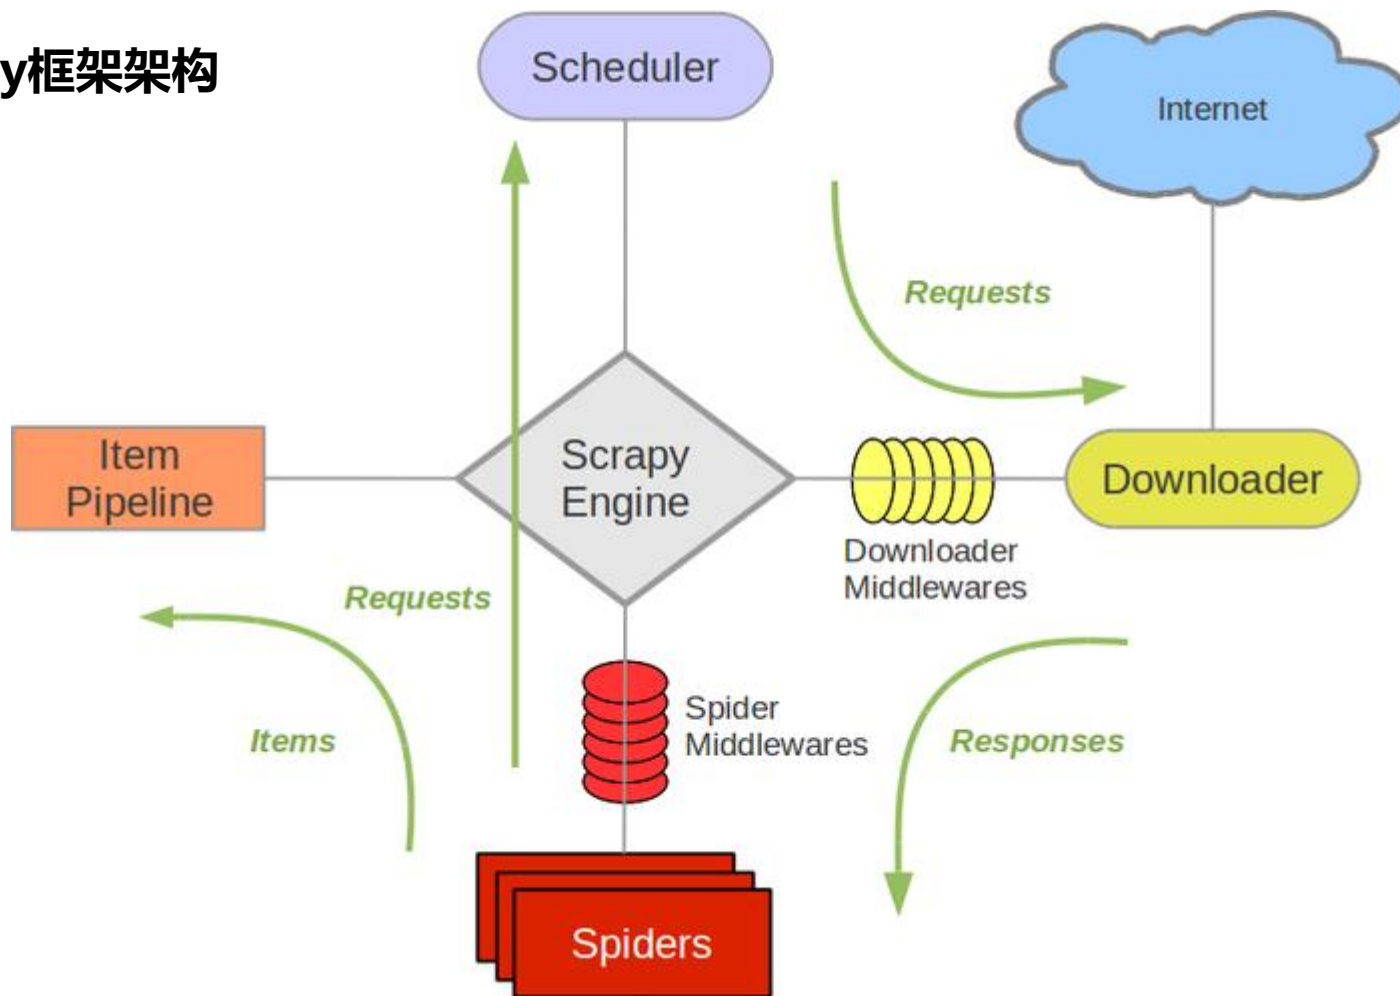 y框架架构
Scheduler
Internet
Requests
Item
Pipeline
Scrapy
Engine
Downloader
Downloader
Middlewares
Requests
Items
Spider
Middlewares
Responses
Spiders